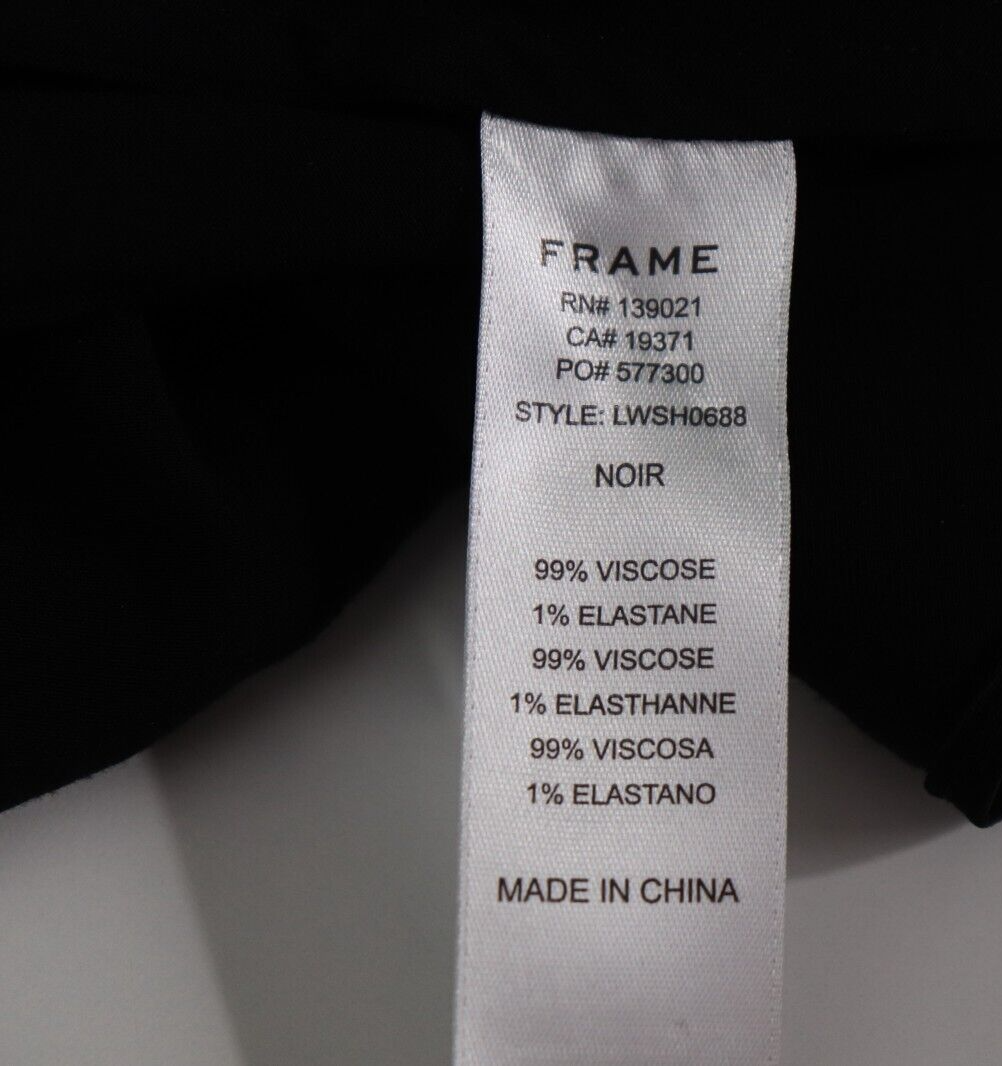 FRAME
RN# 139021
CA# 19371
PO# 577300
STYLE: LWSH0688
NOIR
99% VISCOSE
1% ELASTANE
99% VISCOSE
1% ELASTHANNE
99% VISCOSA
1% ELASTANO
MADE IN CHINA